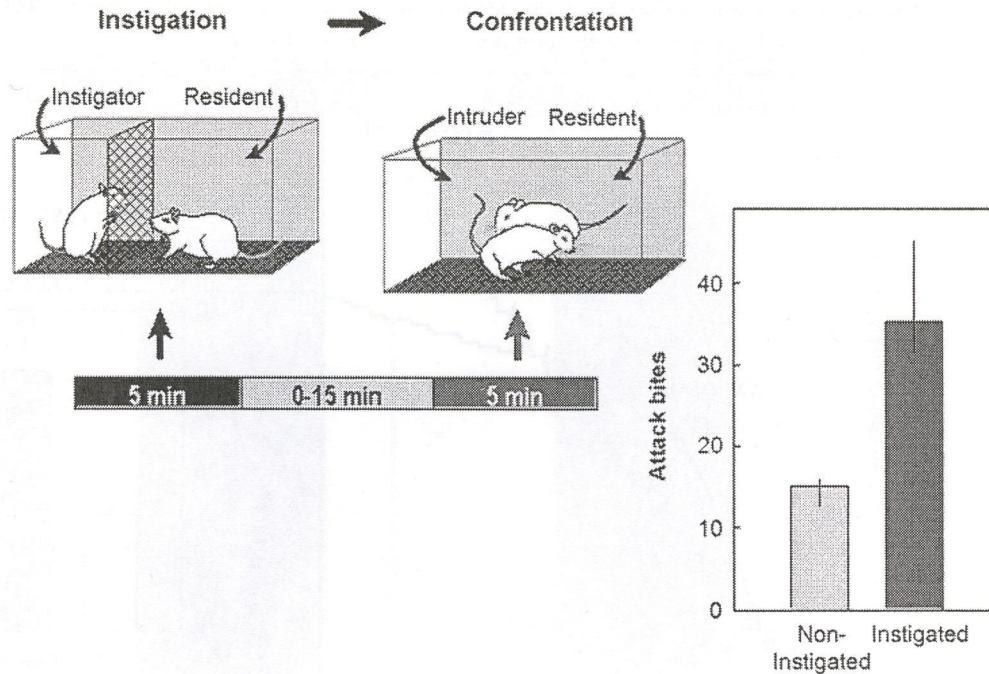 Instigation
Confrontation
Instigator
Resident
Intruder
Resident
5 min
0-15 min
5 min
Attack bites
40
30
20
10
0
Non-
Instigated
Instigated